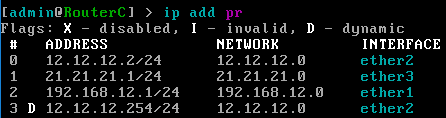 [admin@RouterC] > ip add pr
Flags: X - disabled, I - invalid, D - dynamic
# ADDRESS NETWORK INTERFACE
0 12.12.12.2/24 12.12.12.0 ether2
1 21.21.21.1/24 21.21.21.0 ether3
2 192.168.12.1/24 192.168.12.0 ether1
3 D 12.12.12.254/24 12.12.12.0 ether2